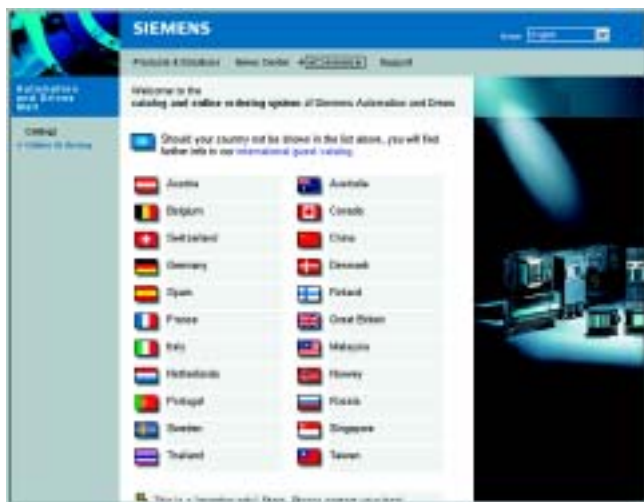 SIEMENS
English
Products & Solutions Service Support
Automation
and Drives
Mall
Welcome to the
catalog and online ordering system of Siemens Automation and Drives
Catalog
Should your country not be shown in the list above, you will find
further info in our international guest catalog.
Austria Australia
Belgium Canada
Switzerland China
Germany Denmark
Spain Finland
France Great Britain
Italy Malaysia
Netherlands Norway
Portugal Russia
Sweden Singapore
Thailand Taiwan